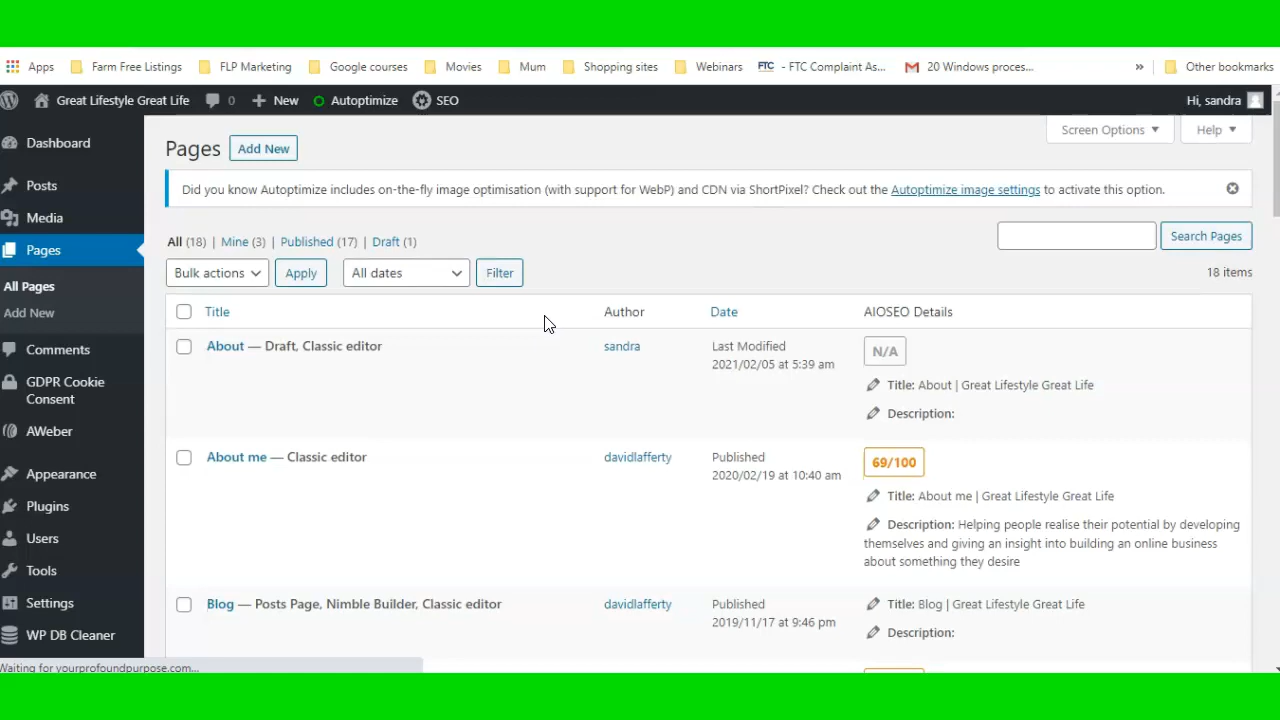 Apps Farm Free Listings FLP Marketing Google courses Movies Mum Shopping sites Webinars FTC - FTC Complaint As... 20 Windows proces... » Other bookmarks
Great Lifestyle Great Life 0 New Autoptimize SEO Hi, sandra
Dashboard
Posts
Media
Pages
All Pages
Add New
Comments
GDPR Cookie
Consent
AWeber
Appearance
Plugins
Users
Tools
Settings
WP DB Cleaner
Screen Options Help
Pages Add New
Did you know Autoptimize includes on-the-fly image optimisation (with support for WebP) and CDN via ShortPixel? Check out the Autoptimize image settings to activate this option.
All (18) | Mine (3) | Published (17) | Draft (1)
Search Pages
Bulk actions Apply All dates Filter 18 items
Title Author Date AIOSEO Details
About — Draft, Classic editor sandra Last Modified N/A
2021/02/05 at 5:39 am
Title: About | Great Lifestyle Great Life
Description:
About me — Classic editor davidlafferty Published 69/100
2020/02/19 at 10:40 am
Title: About me | Great Lifestyle Great Life
Description: Helping people realise their potential by developing
themselves and giving an insight into building an online business
about something they desire
Blog — Posts Page, Nimble Builder, Classic editor davidlafferty Published Title: Blog | Great Lifestyle Great Life
2019/11/17 at 9:46 pm
Description:
Waiting for yourprofoundpurpose.com...